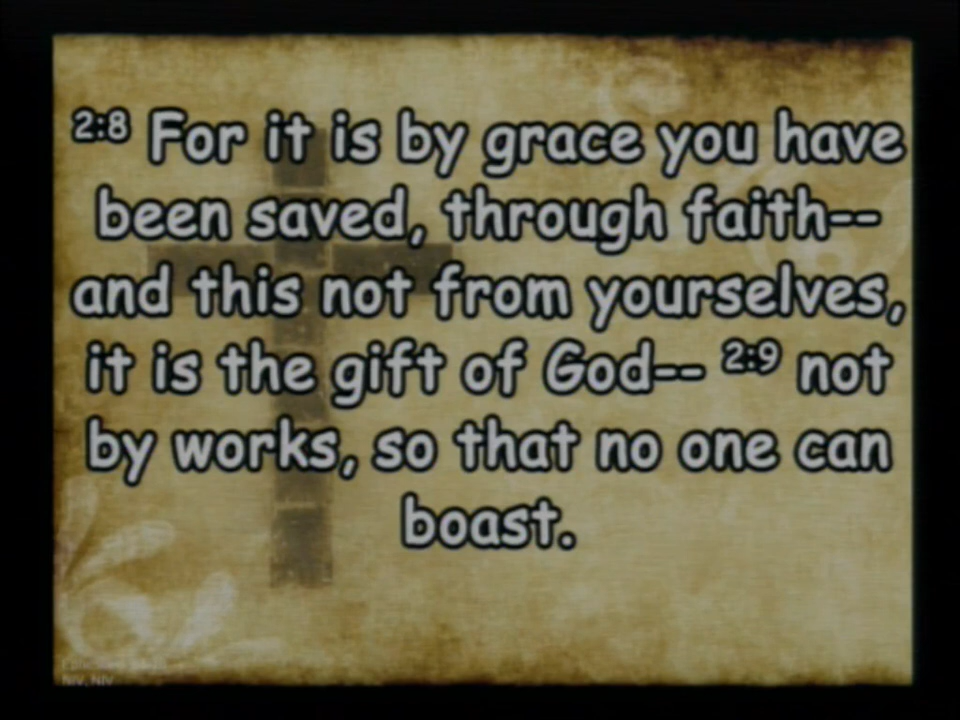 2:8 For it is by grace you have
been saved, through faith--
and this not from yourselves,
it is the gift of God-- 2:9 not
by works, so that no one can
boast.
NIV, NIV